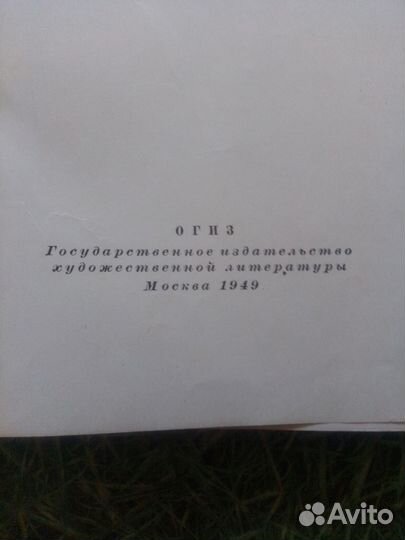 ОГИЗ
Государственное издательство
художественной литературы
Москва 1949
Avito